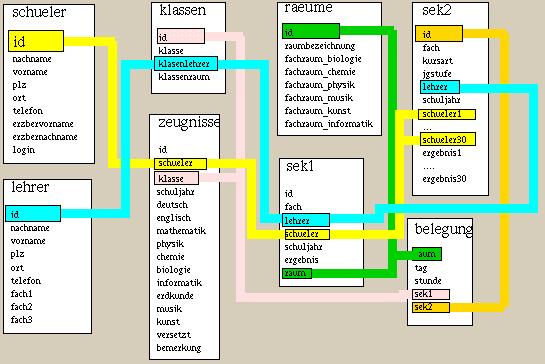 schueler
id
nachname
vorname
plz
ort
telefon
erzbervorname
erzbernachname
login
lehrer
id
nachname
vorname
plz
ort
telefon
fach1
fach2
fach3
klassen
id
klasse
klasenlehrer
klassenraum
zeugnisse
id
schueler
klasse
schuljahr
deutsch
englisch
mathematik
physik
chemie
biologie
informatik
erdkunde
musik
kunst
versetzt
bemerkung
raeume
id
raumbezeichnung
fachraum_biologie
fachraum_chemie
fachraum_physik
fachraum_musik
fachraum_kunst
fachraum_informatik
sek1
id
fach
lehrer
schueler
schuljahr
ergebnis
raum
sek2
id
fach
kursart
jgstufe
lehrer
schuljahr
schueler1
...
schueler30
ergebnis1
....
ergebnis30
belegung
aum
tag
stunde
sek1
sek2